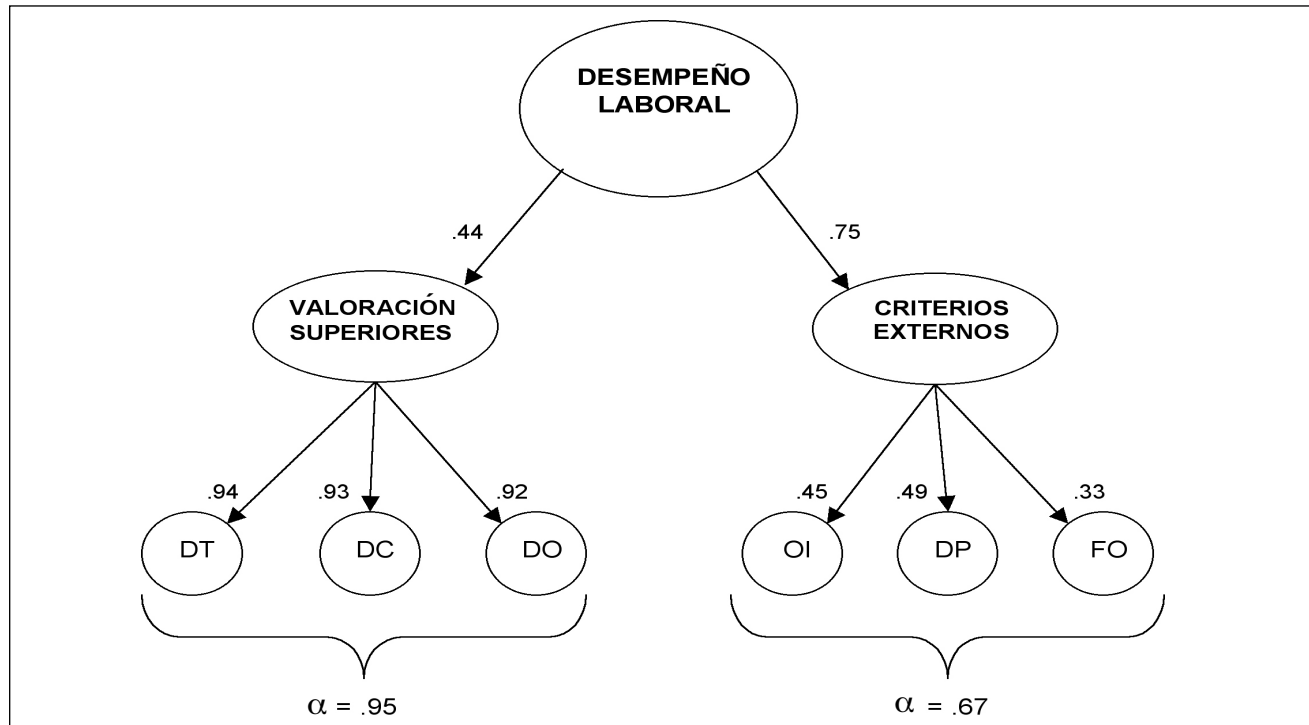 DESEMPEÑO
LABORAL
.44
.75
VALORACIÓN
SUPERIORES
CRITERIOS
EXTERNOS
.94
.93
.92
.45
.49
.33
DT
DC
DO
OI
DP
FO
α = .95
α = .67